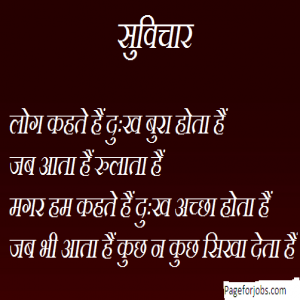 सुविचार
लोग कहते हैं दुःख बुरा होता हैं
जब आता हैं रुलाता हैं
मगर हम कहते हैं दुःख अच्छा होता हैं
जब भी आता हैं कुछ न कुछ सिखा देता हैं
Pageforjobs.com